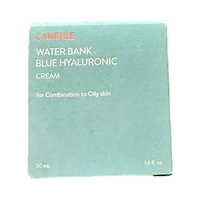 LANEIGE
WATER BANK
BLUE HYALURONIC
CREAM
for Combination to Oily skin
50 mL
1.6 fl. oz